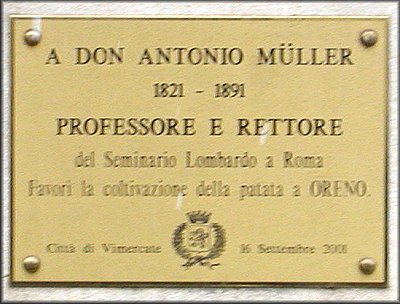 A DON ANTONIO MÜLLER
1821 - 1891
PROFESSORE E RETTORE
del Seminario Lombardo a Roma
Favorì la coltivazione della patata a ORENO.
Città di Vimercate 16 Settembre 2001